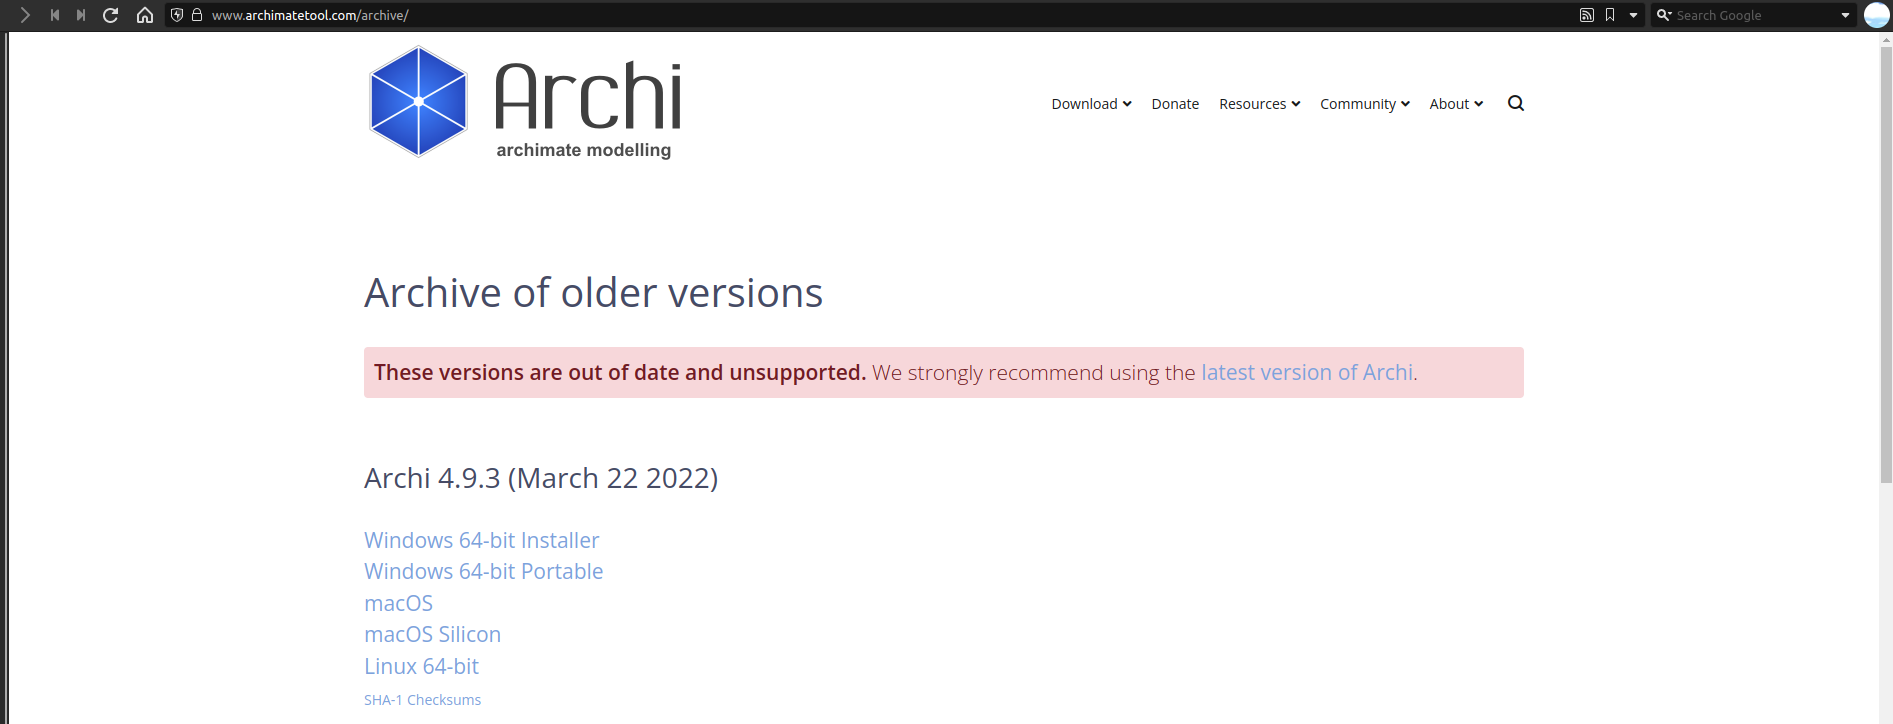 www.archimatetool.com/archive/
Search Google
Archi
archimate modelling
Download
Donate
Resources
Community
About
Archive of older versions
These versions are out of date and unsupported. We strongly recommend using the latest version of Archi.
Archi 4.9.3 (March 22 2022)
Windows 64-bit Installer
Windows 64-bit Portable
macOS
macOS Silicon
Linux 64-bit
SHA-1 Checksums